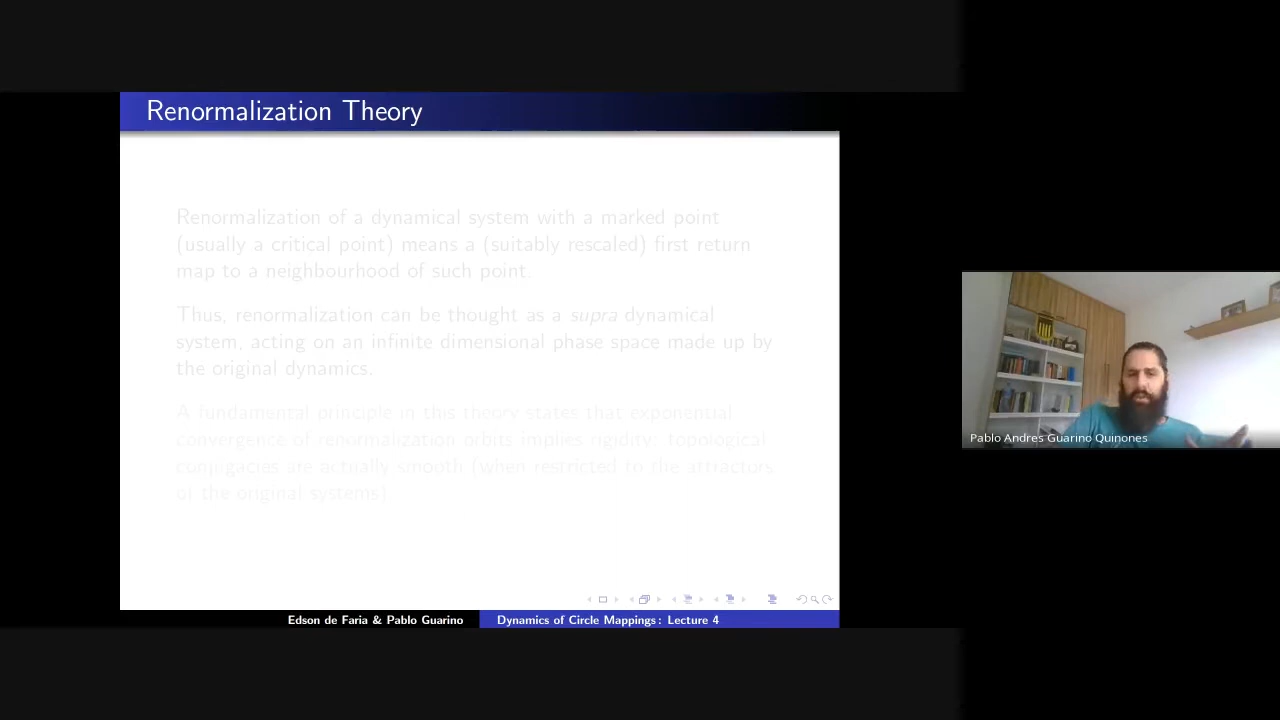 Renormalization Theory
Renormalization of a dynamical system with a marked point
(usually a critical point) means a (suitably rescaled) first return
map to a neighbourhood of such point.
Thus, renormalization can be thought as a supra dynamical
system, acting on an infinite dimensional phase space made up by
the original dynamics.
A fundamental principle in this theory states that exponential
convergence of renormalization orbits implies rigidity: topological
conjugacies are actually smooth (when restricted to the attractors
of the original systems).
Pablo Andres Guarino Quinones
Edson de Faria & Pablo Guarino
Dynamics of Circle Mappings: Lecture 4